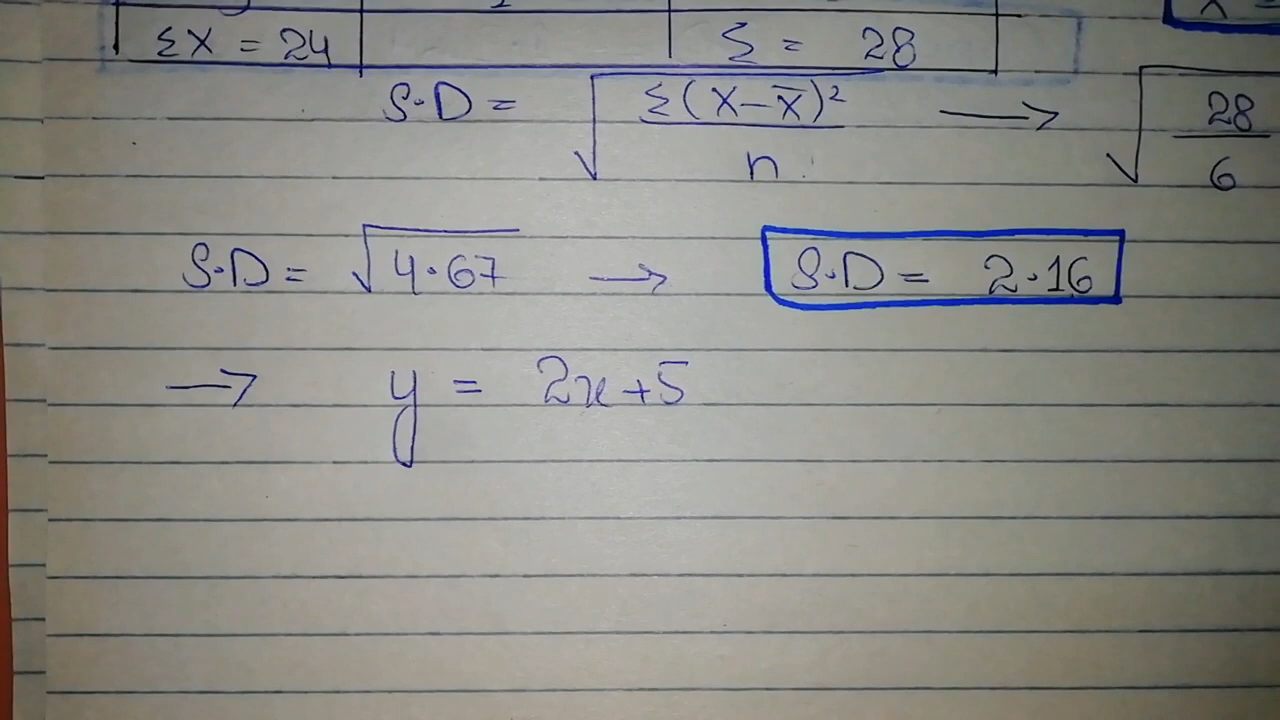 ΣX = 24 Σ = 28
S.D = √ Σ(X-X̄)² / n → √ 28 / 6
S.D = √4.67 → S.D = 2.16
→ y = 2x+5